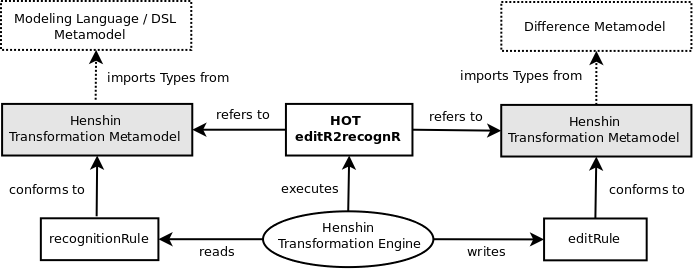 Modeling Language / DSL
Metamodel
Difference Metamodel
imports Types from
imports Types from
Henshin
Transformation Metamodel
refers to
HOT
editR2recognR
refers to
Henshin
Transformation Metamodel
conforms to
executes
conforms to
recognitionRule
reads
Henshin
Transformation Engine
writes
editRule